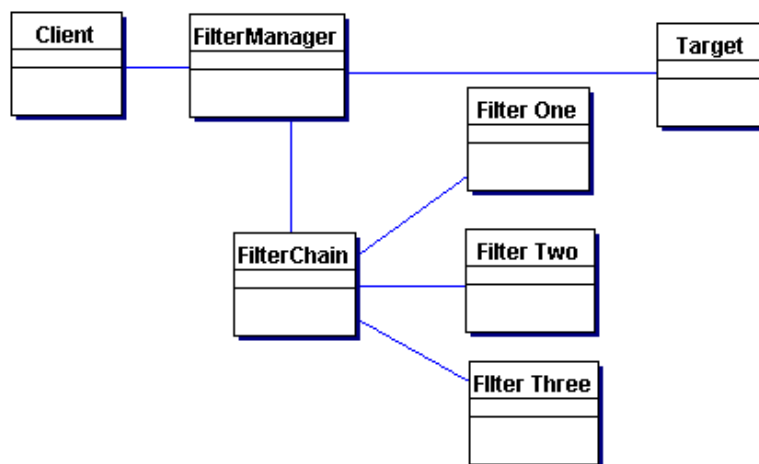 Client
FilterManager
Target
Filter One
FilterChain
Filter Two
FIlter Three